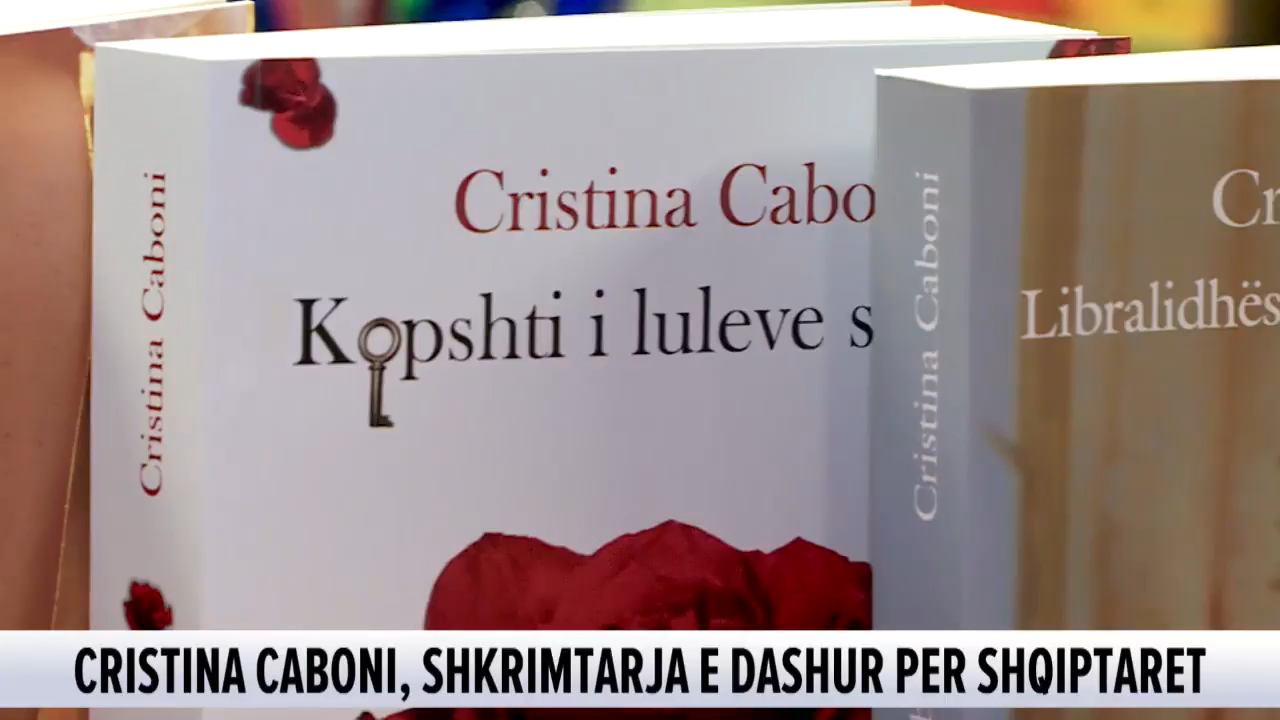 Cristina Caboni
Cristina Cabo
Kopshti i luleve s
Cristina Caboni
Cr
Libralidhës
CRISTINA CABONI, SHKRIMTARJA E DASHUR PER SHQIPTARET